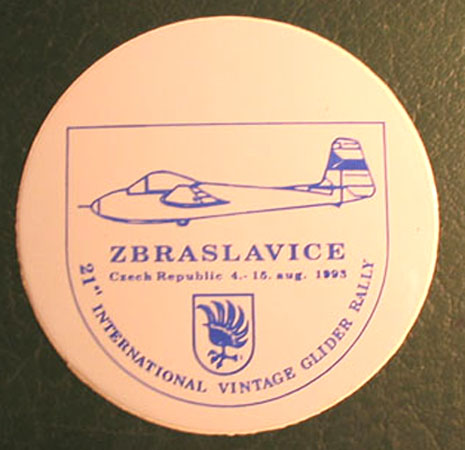 ZBRASLAVICE
Czech Republic 4.- 15. aug. 1993
21st INTERNATIONAL VINTAGE GLIDER RALLY